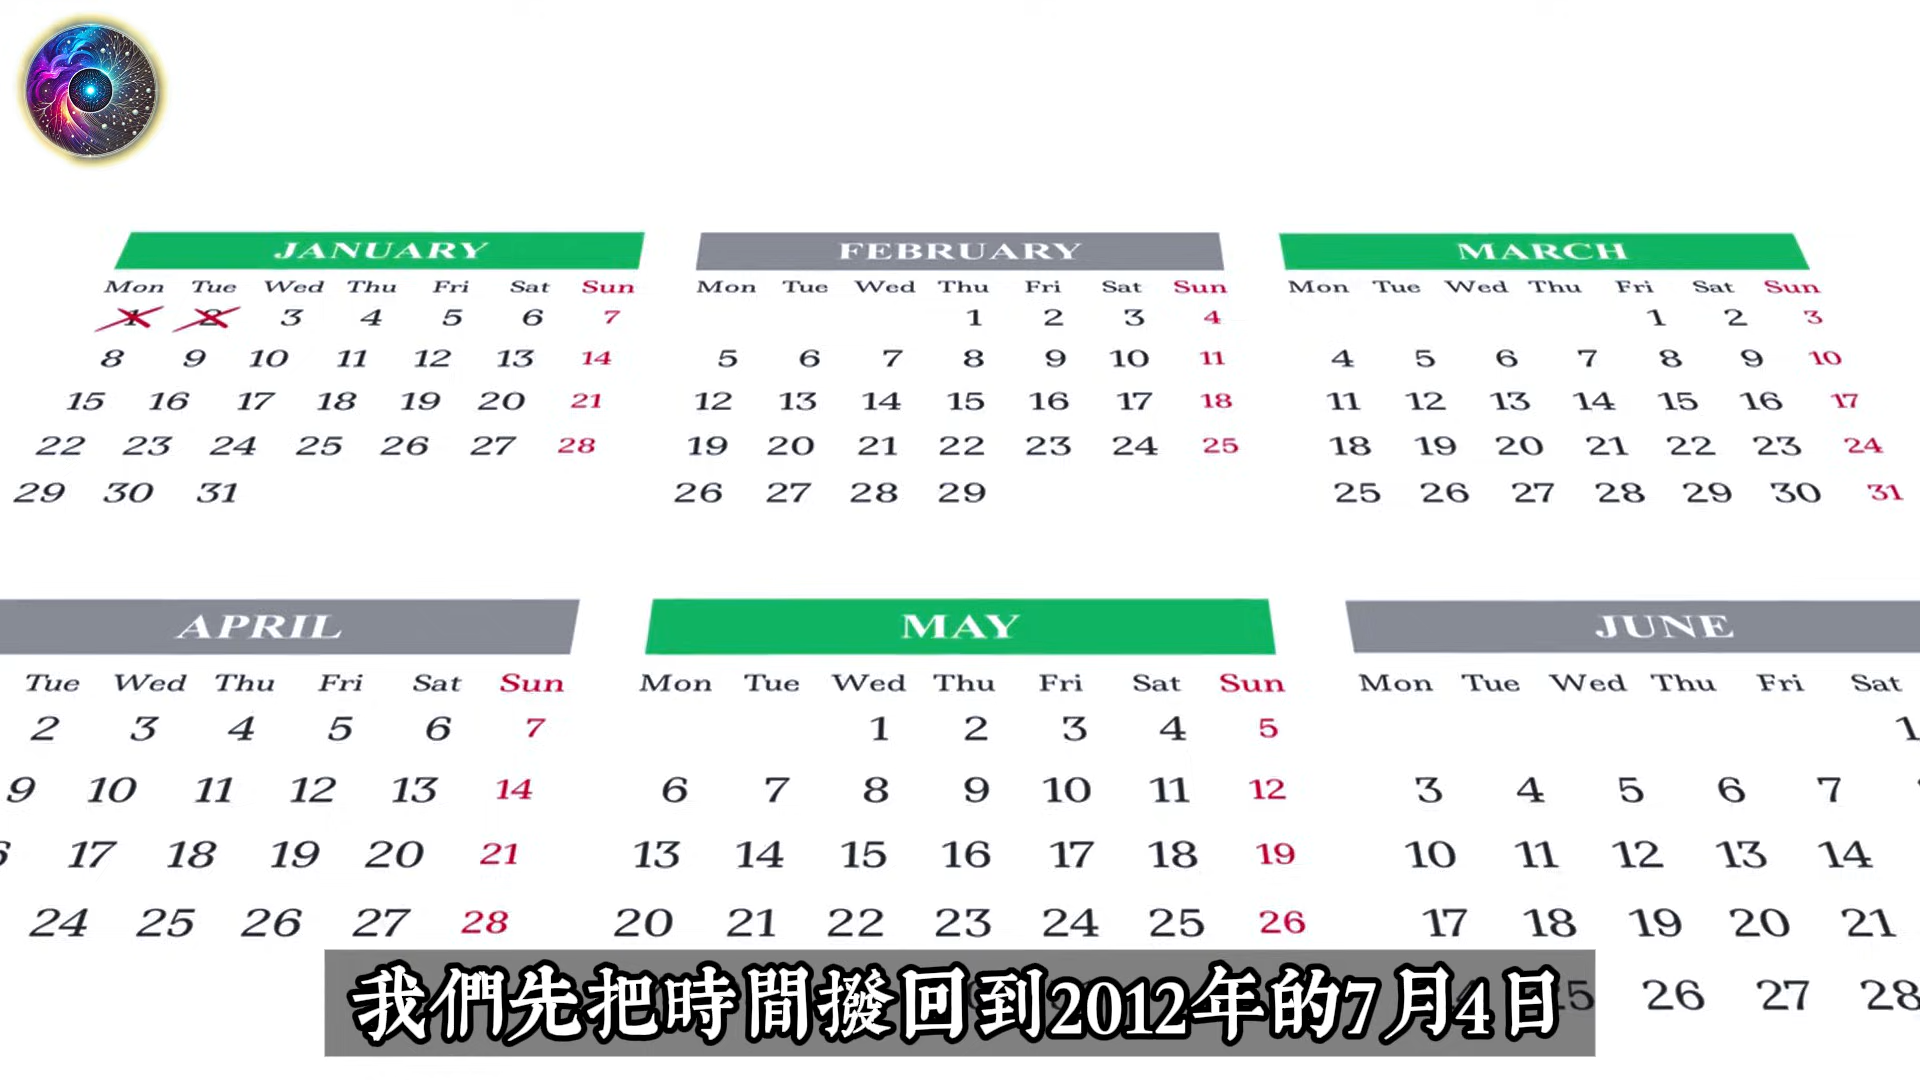 JANUARY FEBRUARY MARCH
Mon Tue Wed Thu Fri Sat Sun Mon Tue Wed Thu Fri Sat Sun Mon Tue Wed Thu Fri Sat Sun
1 2 3 4 5 6 7 1 2 3 4 1 2 3
8 9 10 11 12 13 14 5 6 7 8 9 10 11 4 5 6 7 8 9 10
15 16 17 18 19 20 21 12 13 14 15 16 17 18 11 12 13 14 15 16 17
22 23 24 25 26 27 28 19 20 21 22 23 24 25 18 19 20 21 22 23 24
29 30 31 26 27 28 29 25 26 27 28 29 30 31
APRIL MAY JUNE
Tue Wed Thu Fri Sat Sun Mon Tue Wed Thu Fri Sat Sun Mon Tue Wed Thu Fri Sat
2 3 4 5 6 7 1 2 3 4 5 1
9 10 11 12 13 14 6 7 8 9 10 11 12 3 4 5 6 7
17 18 19 20 21 13 14 15 16 17 18 19 10 11 12 13 14
24 25 26 27 28 20 21 22 23 24 25 26 17 18 19 20 21
26 27 28
我們先把時間撥回到2012年的7月4日